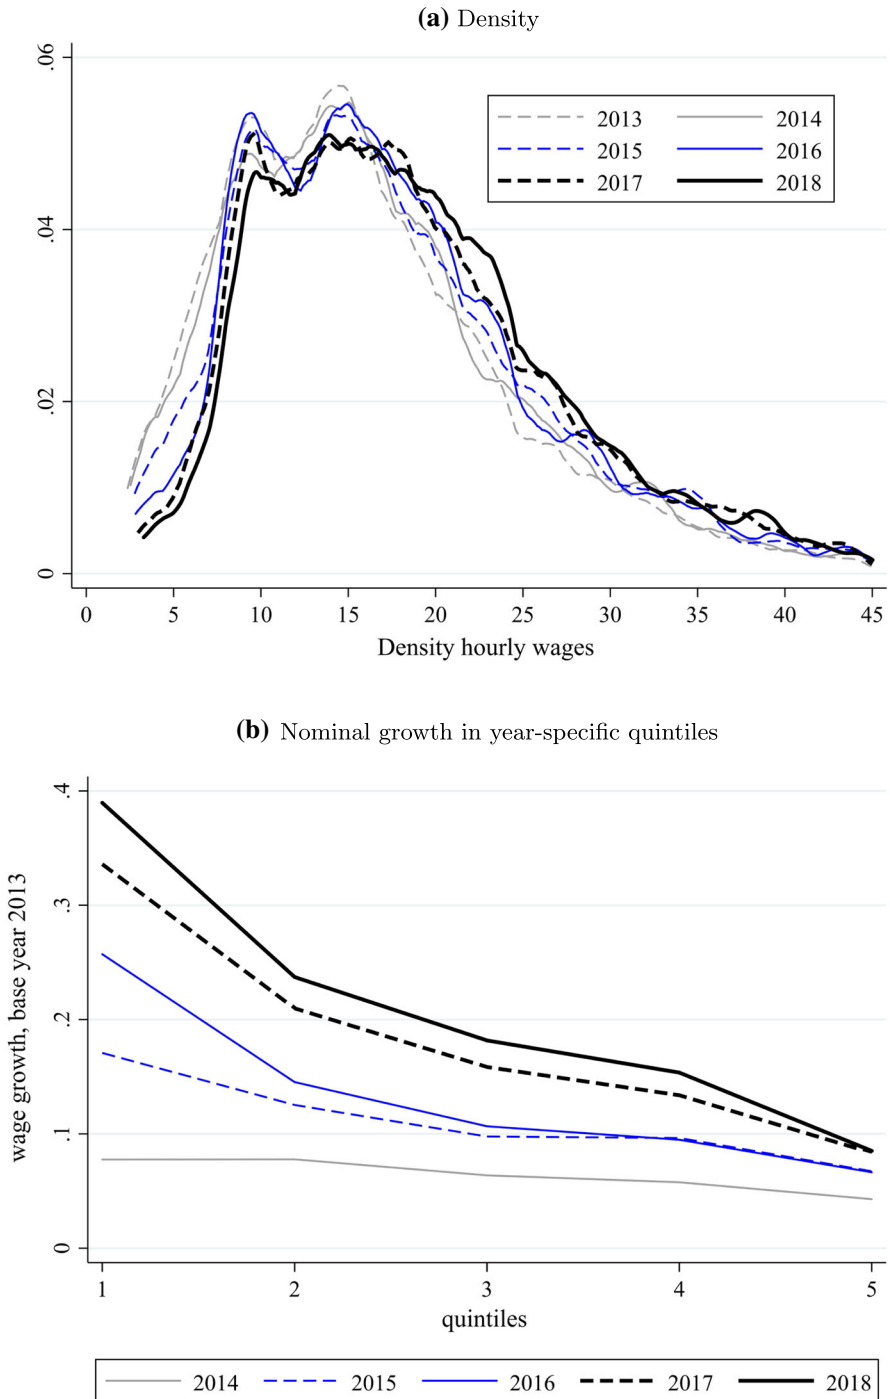 (a) Density
.06
.04
.02
0
2013 2014
2015 2016
2017 2018
0 5 10 15 20 25 30 35 40 45
Density hourly wages
(b) Nominal growth in year-specific quintiles
wage growth, base year 2013
.4
.3
.2
.1
0
1 2 3 4 5
quintiles
2014 2015 2016 2017 2018